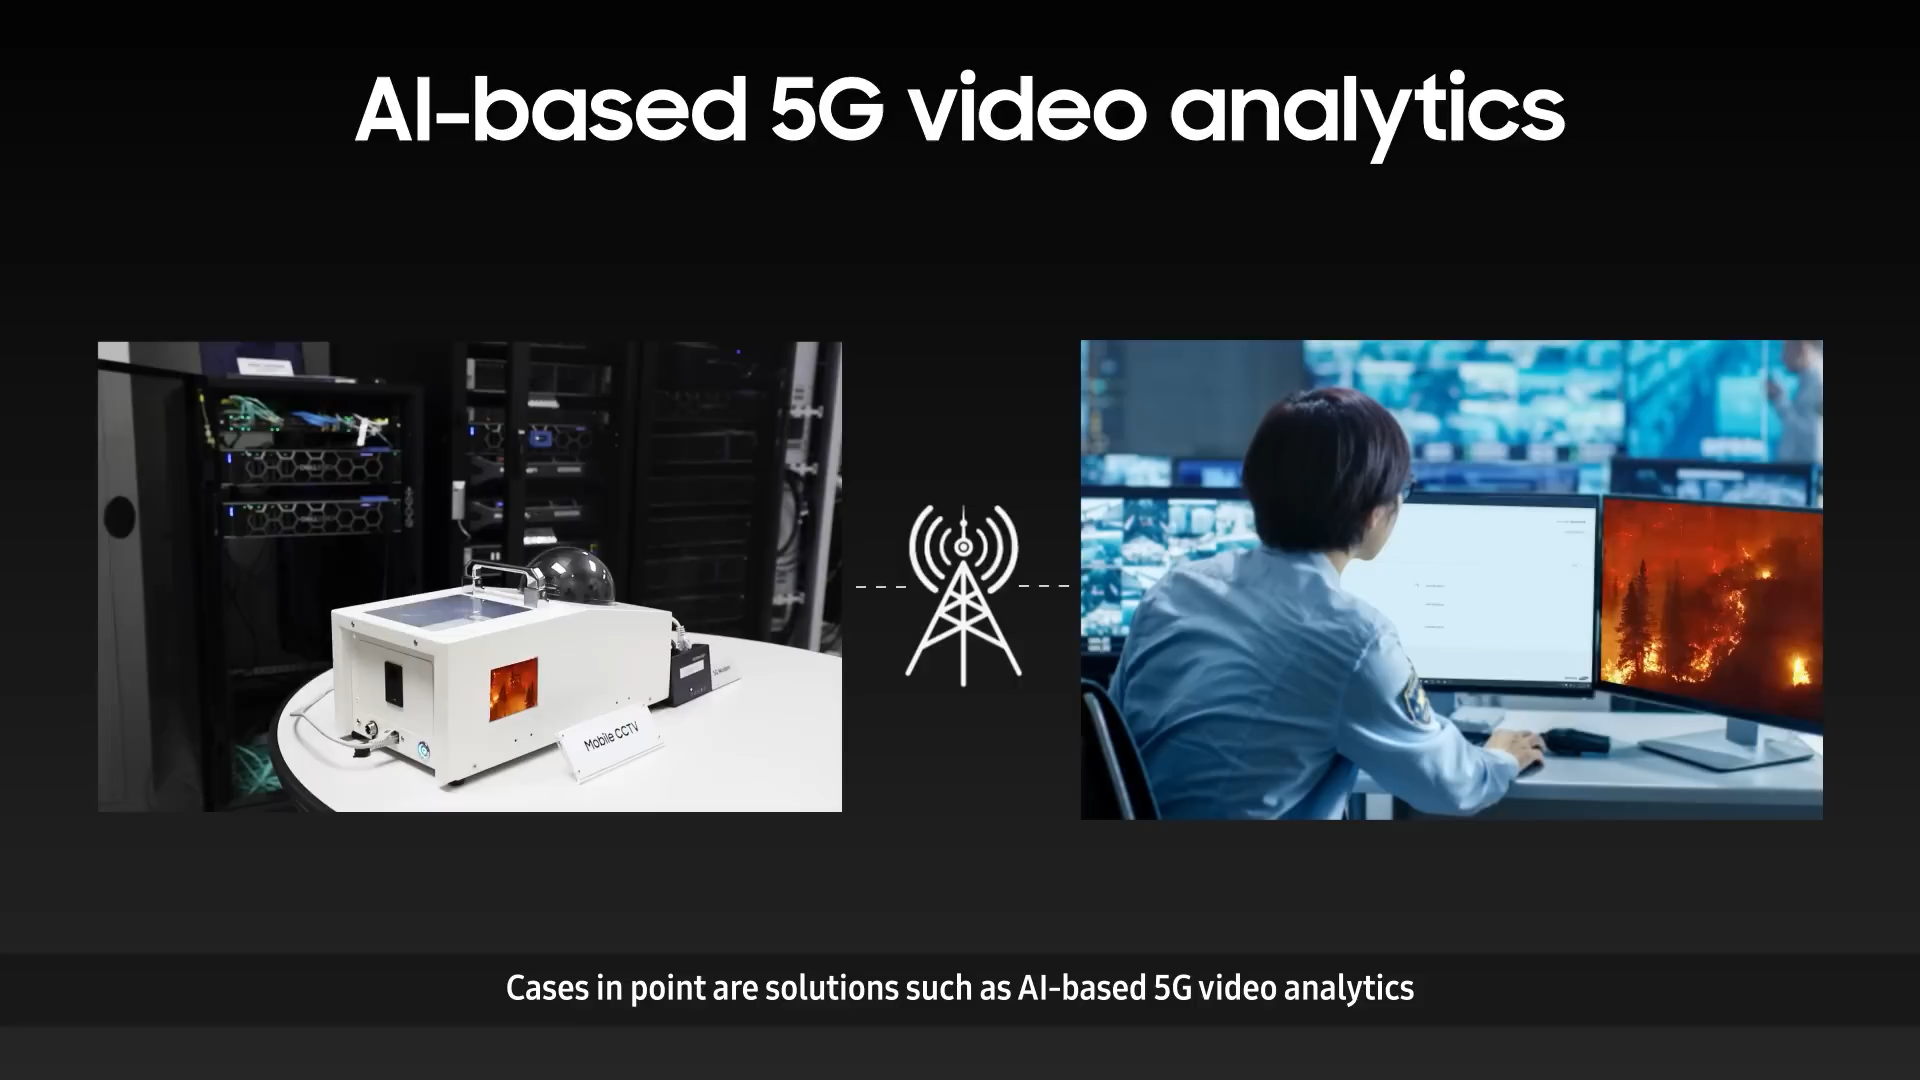 AI-based 5G video analytics
Mobile CCTV
Cases in point are solutions such as AI-based 5G video analytics